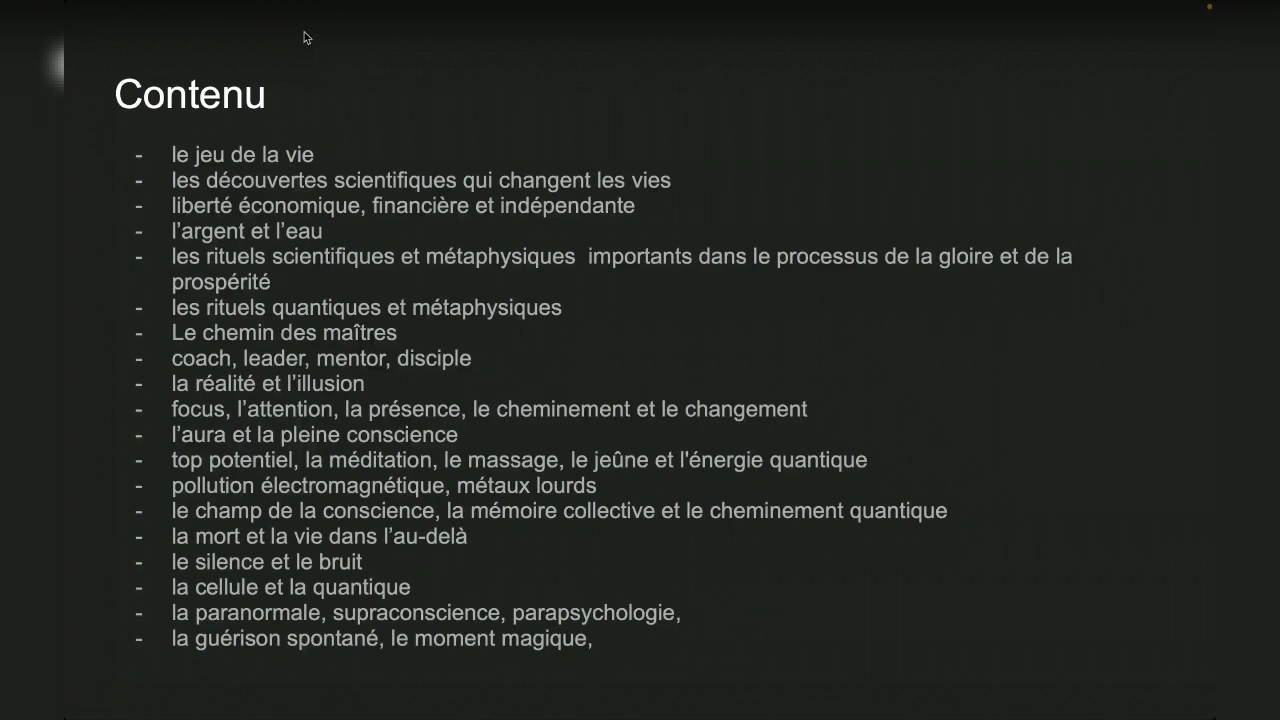 Contenu
- le jeu de la vie
- les découvertes scientifiques qui changent les vies
- liberté économique, financière et indépendante
- l’argent et l’eau
- les rituels scientifiques et métaphysiques  importants dans le processus de la gloire et de la
prospérité
- les rituels quantiques et métaphysiques
- Le chemin des maîtres
- coach, leader, mentor, disciple
- la réalité et l’illusion
- focus, l’attention, la présence, le cheminement et le changement
- l’aura et la pleine conscience
- top potentiel, la méditation, le massage, le jeûne et l'énergie quantique
- pollution électromagnétique, métaux lourds
- le champ de la conscience, la mémoire collective et le cheminement quantique
- la mort et la vie dans l’au-delà
- le silence et le bruit
- la cellule et la quantique
- la paranormale, supraconscience, parapsychologie,
- la guérison spontané, le moment magique,